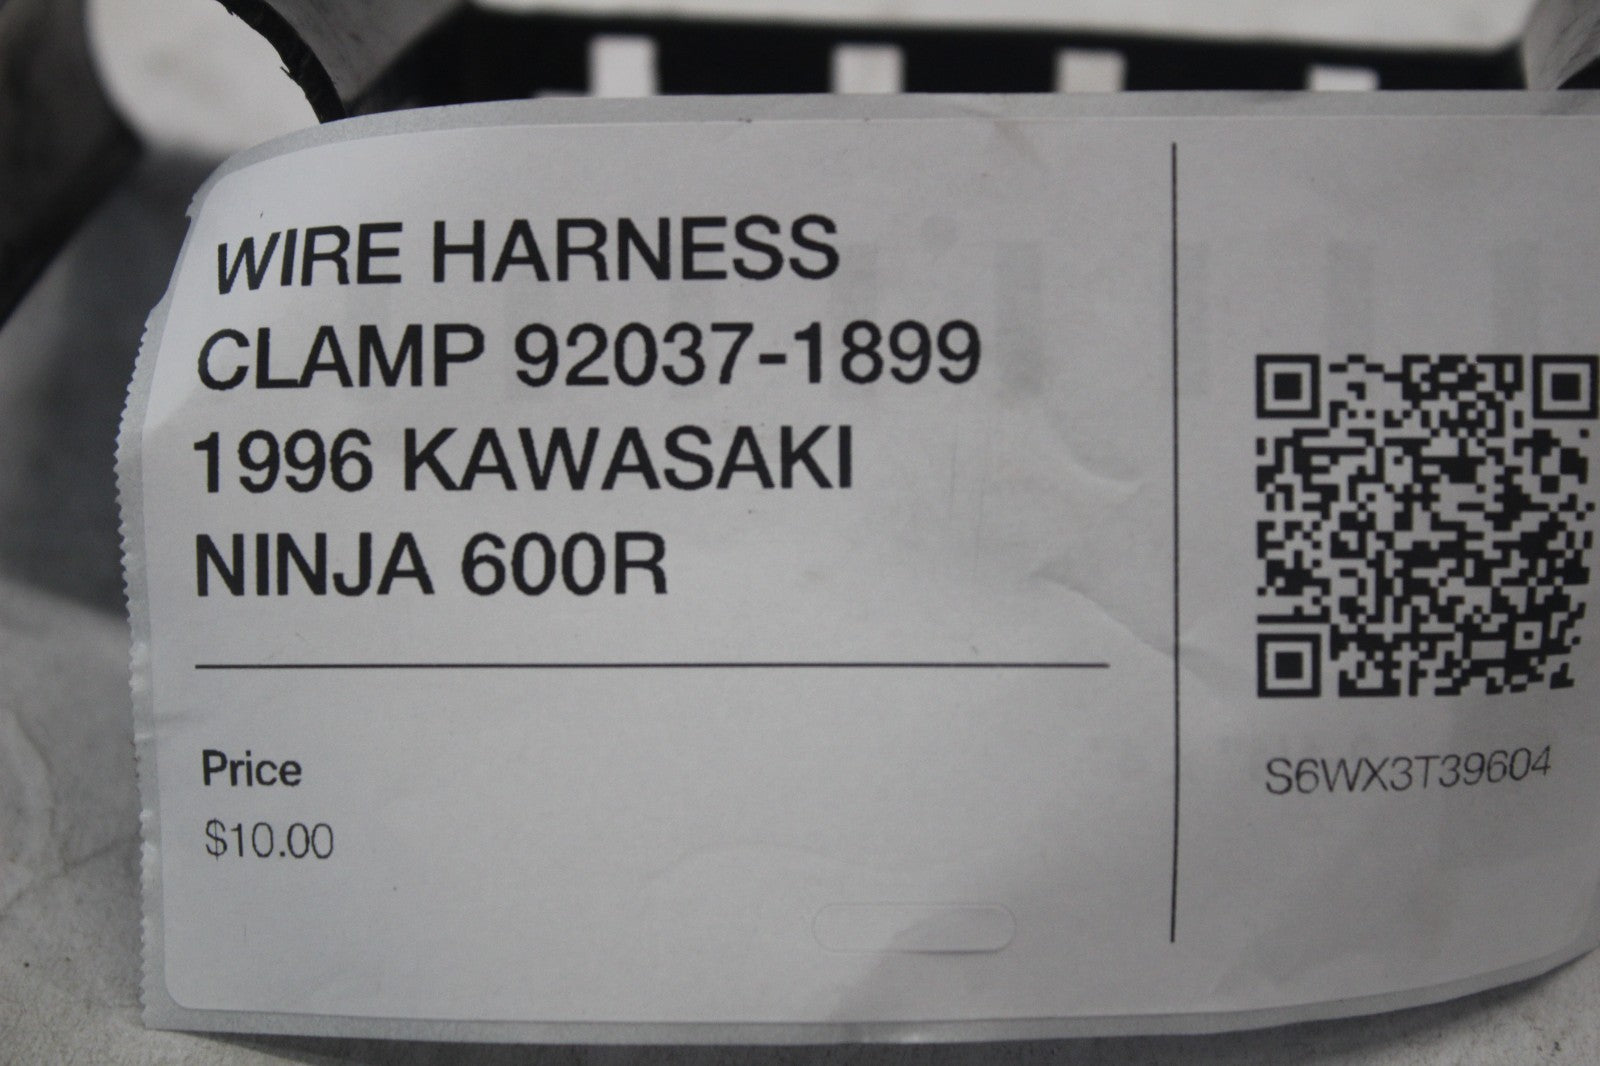 WIRE HARNESS
CLAMP 92037-1899
1996 KAWASAKI
NINJA 600R
Price
$10.00
S6WX3T39604